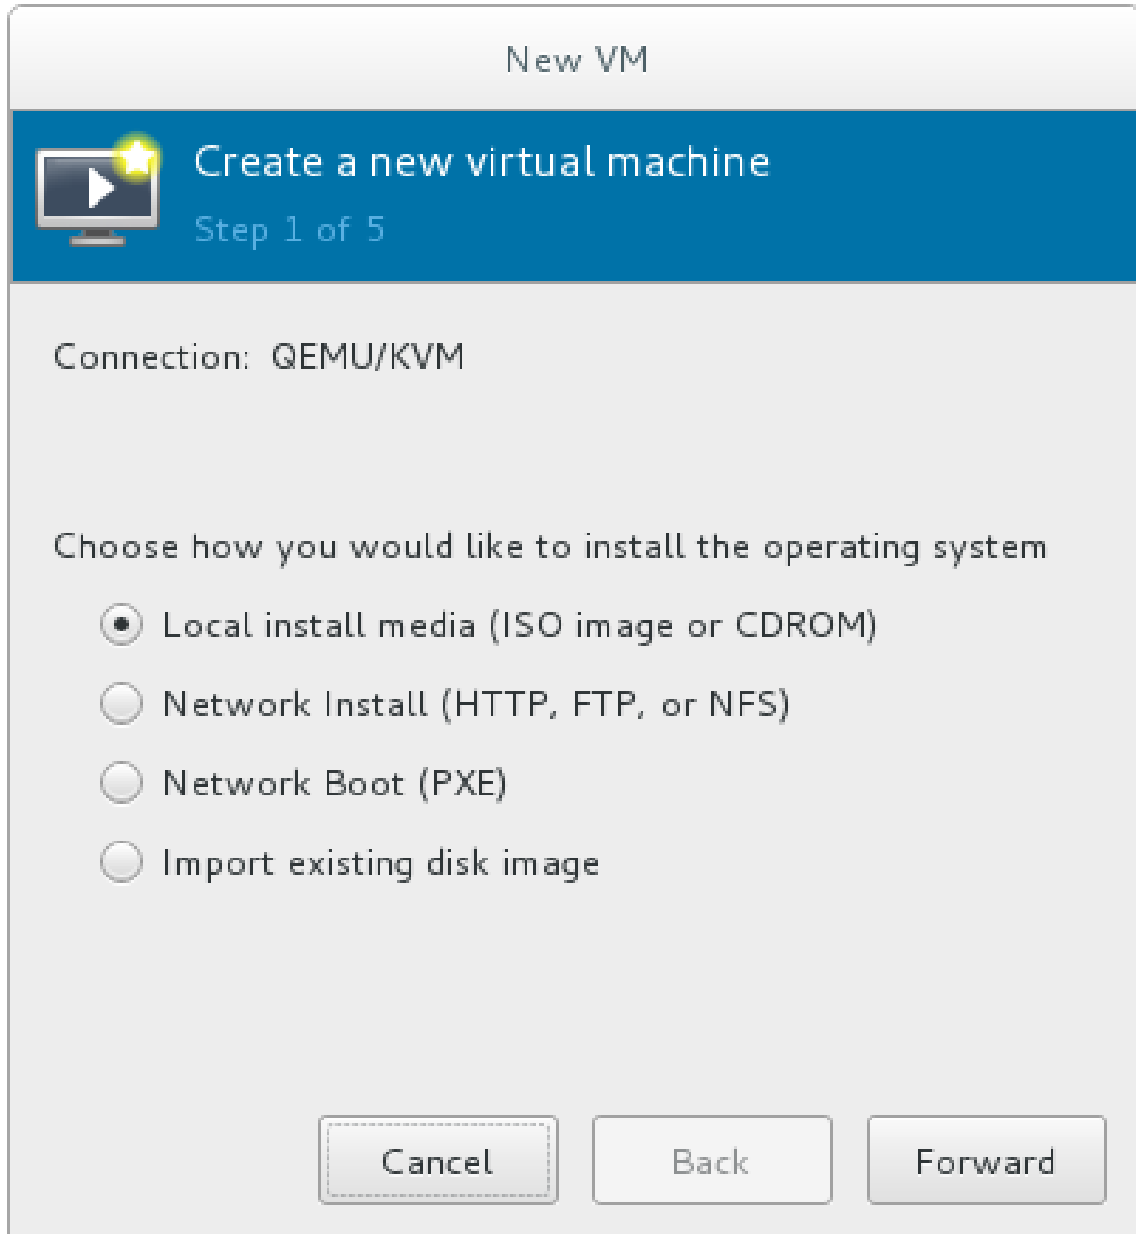 New VM
Create a new virtual machine
Step 1 of 5
Connection: QEMU/KVM
Choose how you would like to install the operating system
Local install media (ISO image or CDROM)
Network Install (HTTP, FTP, or NFS)
Network Boot (PXE)
Import existing disk image
Cancel Back Forward